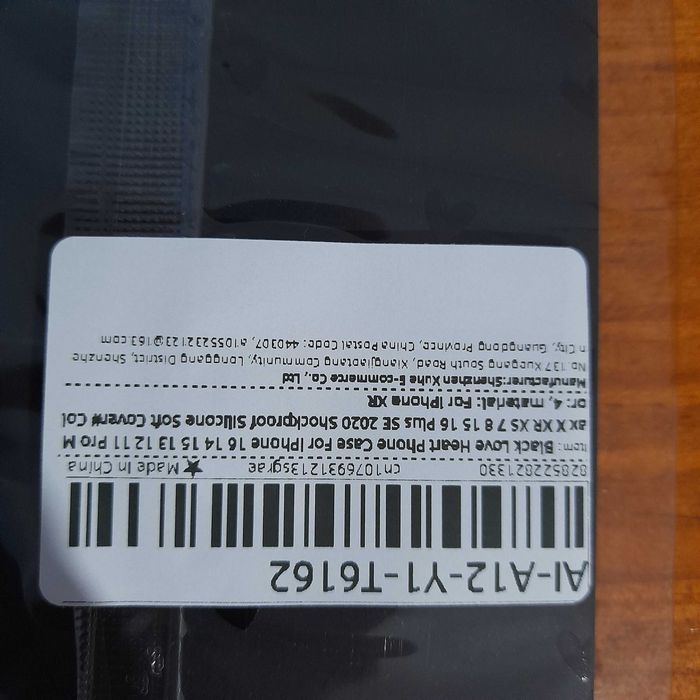 AI-A12-Y1-T6162
828522821330 cn1076931213sgrae ★ Made in China
Item: Black Love Heart Phone Case For iPhone 16 14 15 13 12 11 Pro M
ax X XR XS 7 8 15 16 Plus SE 2020 Shockproof Silicone Soft Cover# Col
or: 4, material: For iPhone XR
Manufacturer:Shenzhen Xuhe E-commerce Co., Ltd
No 137 Xuegang South Road, Xiangjiaotang Community, Longgang District, Shenzhe
n City, Guangdong Province, China Postal Code: 440307, a1055232123@163.com